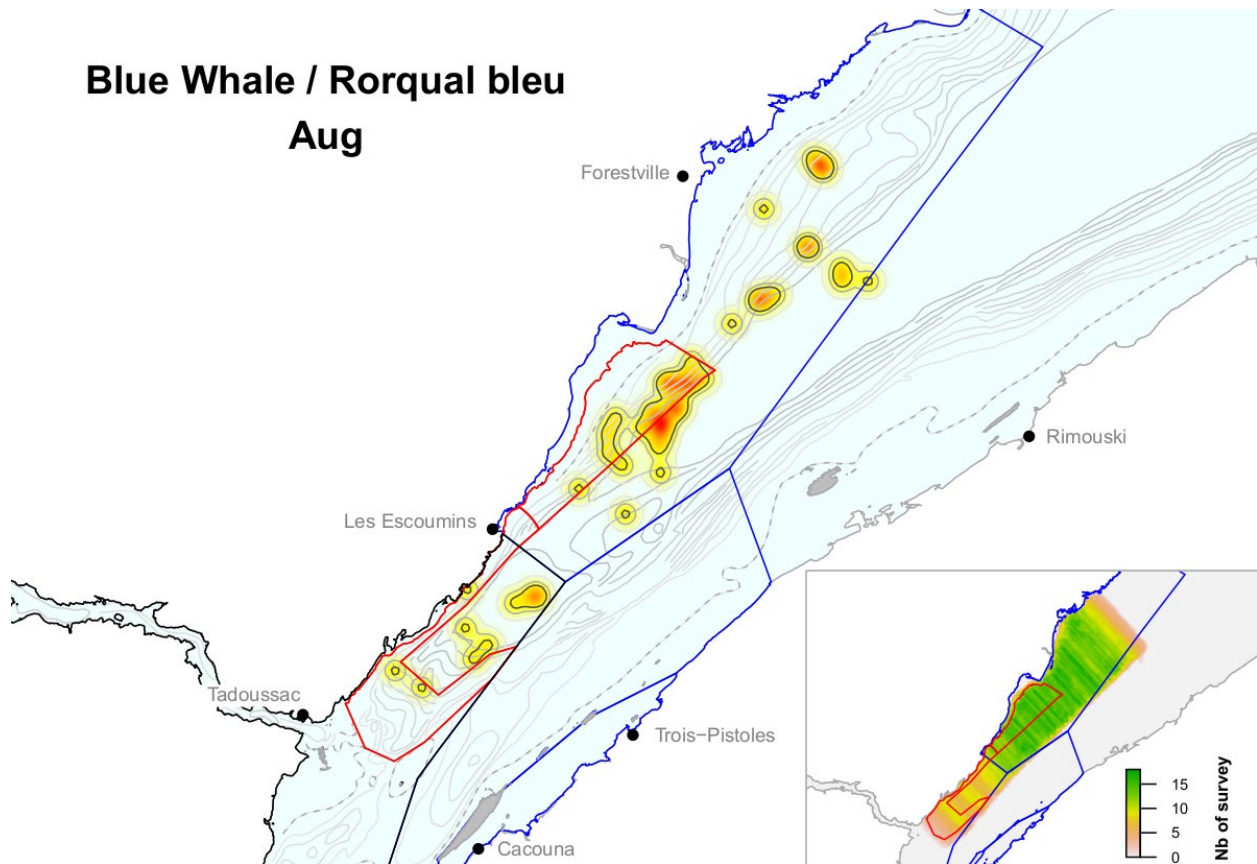 Blue Whale / Rorqual bleu
Aug
Forestville
Rimouski
Les Escoumins
Tadoussac
Trois−Pistoles
Cacouna
15
10
5
0
Nb of survey